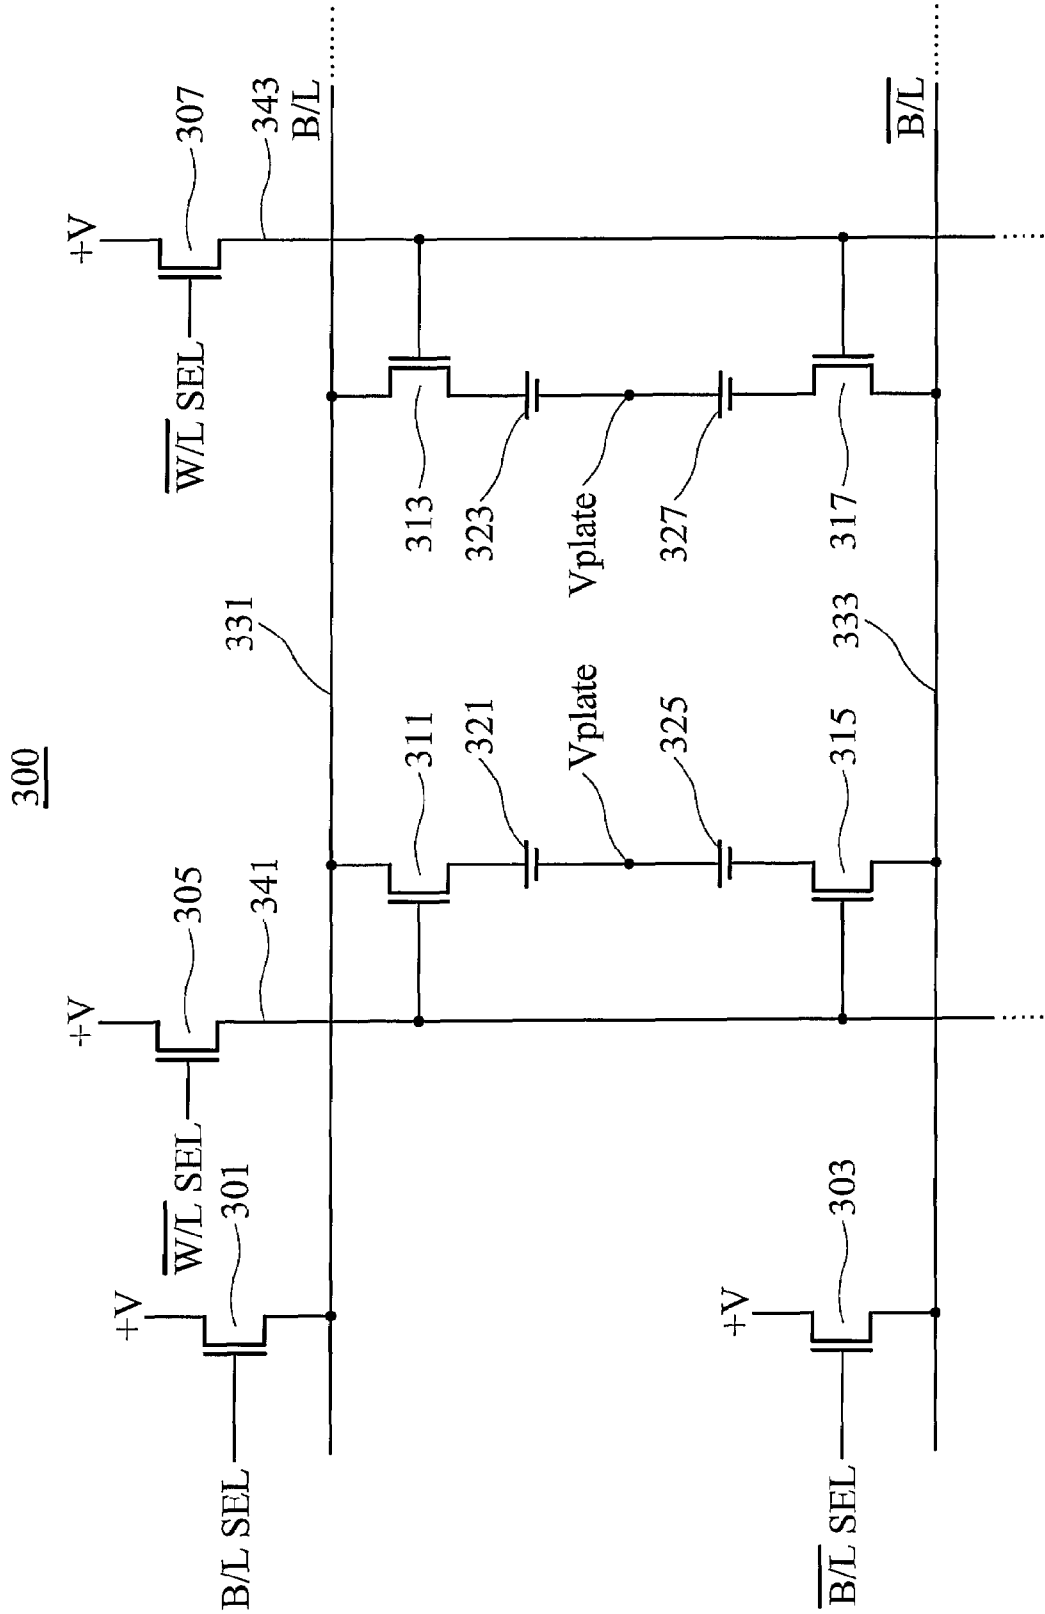 300
+V
+V
+V
W̅/̅L̅ SEL
305
W̅/̅L̅ SEL
307
B/L SEL
301
341
331
343
B/L
311
313
321
323
Vplate
Vplate
325
327
+V
B̅/̅L̅ SEL
303
315
333
317
B̅/̅L̅